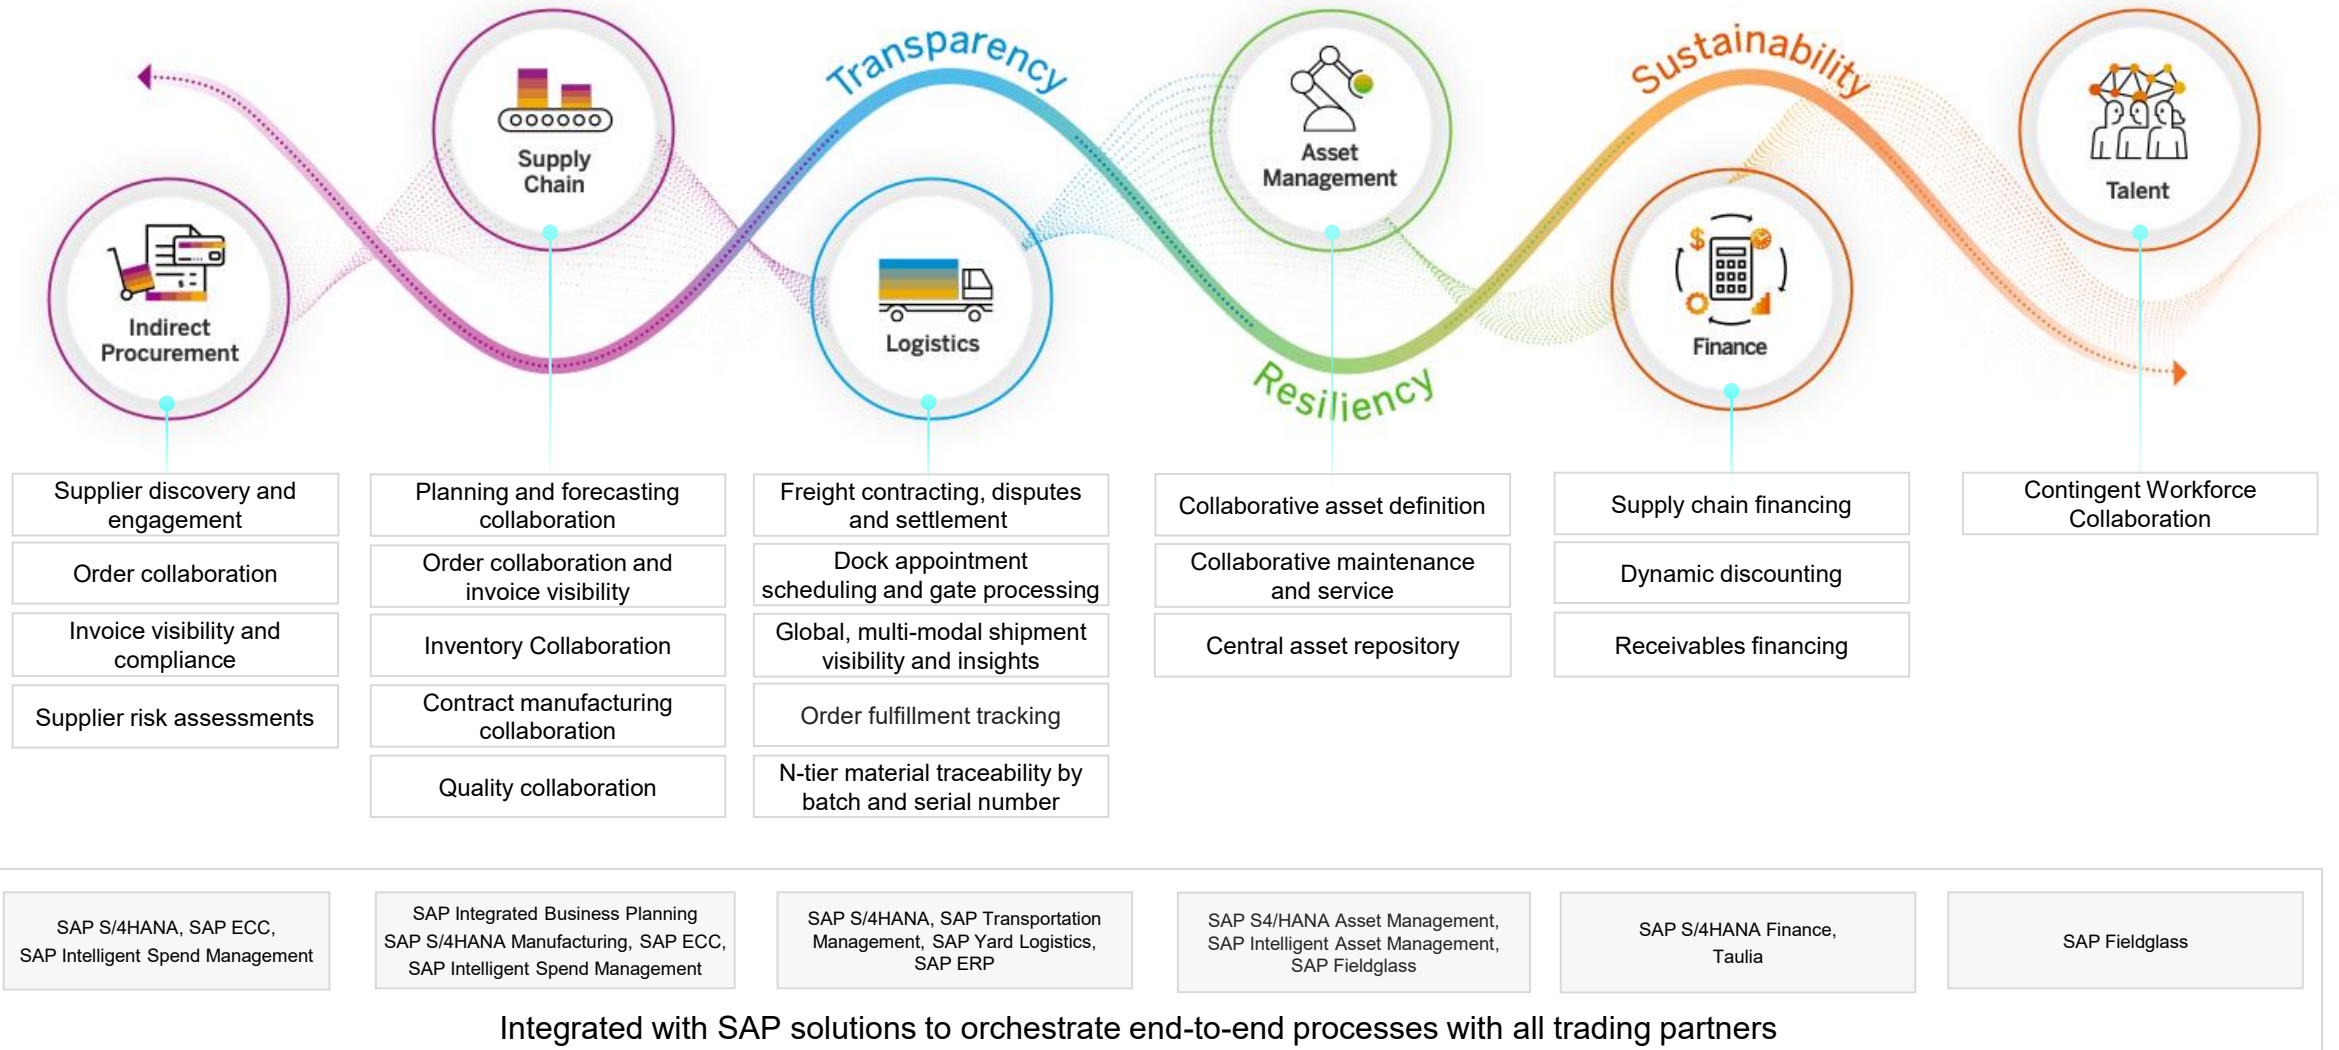 Transparency
Sustainability
Supply
Chain
Asset
Management
Talent
Indirect
Procurement
Logistics
Finance
Resiliency
Supplier discovery and
engagement
Order collaboration
Invoice visibility and
compliance
Supplier risk assessments
Planning and forecasting
collaboration
Order collaboration and
invoice visibility
Inventory Collaboration
Contract manufacturing
collaboration
Quality collaboration
Freight contracting, disputes
and settlement
Dock appointment
scheduling and gate processing
Global, multi-modal shipment
visibility and insights
Order fulfillment tracking
N-tier material traceability by
batch and serial number
Collaborative asset definition
Collaborative maintenance
and service
Central asset repository
Supply chain financing
Dynamic discounting
Receivables financing
Contingent Workforce
Collaboration
SAP S/4HANA, SAP ECC,
SAP Intelligent Spend Management
SAP Integrated Business Planning
SAP S/4HANA Manufacturing, SAP ECC,
SAP Intelligent Spend Management
SAP S/4HANA, SAP Transportation
Management, SAP Yard Logistics,
SAP ERP
SAP S4/HANA Asset Management,
SAP Intelligent Asset Management,
SAP Fieldglass
SAP S/4HANA Finance,
Taulia
SAP Fieldglass
Integrated with SAP solutions to orchestrate end-to-end processes with all trading partners